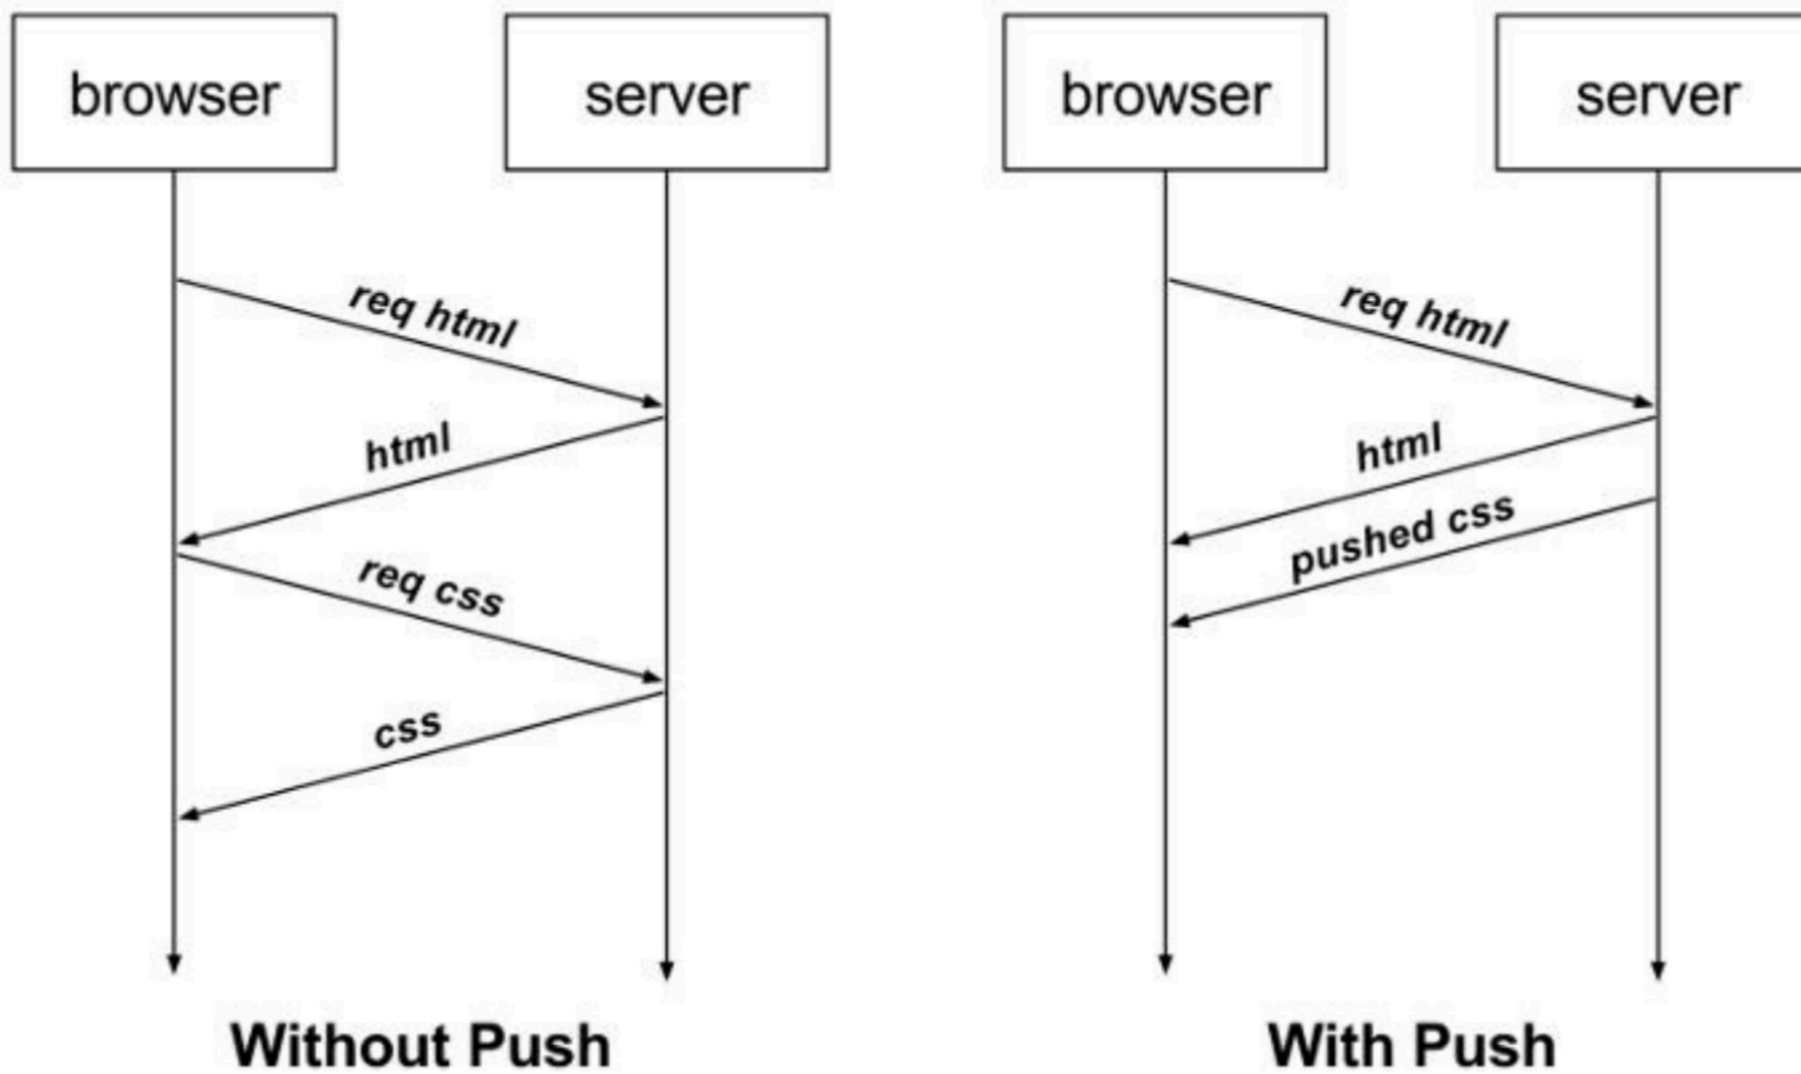 browser
server
req html
html
req css
css
Without Push
browser
server
req html
html
pushed css
With Push